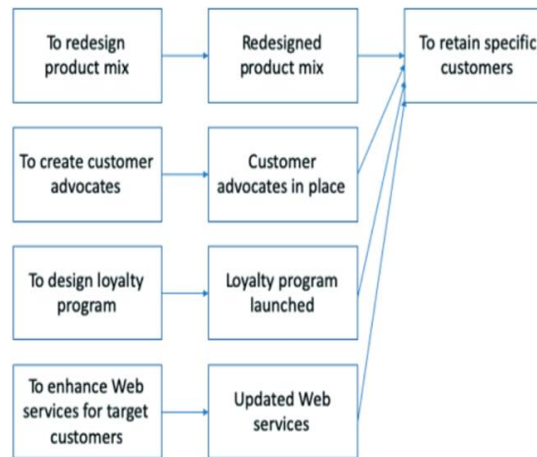 To redesign
product mix
Redesigned
product mix
To retain specific
customers
To create customer
advocates
Customer
advocates in place
To design loyalty
program
Loyalty program
launched
To enhance Web
services for target
customers
Updated Web
services